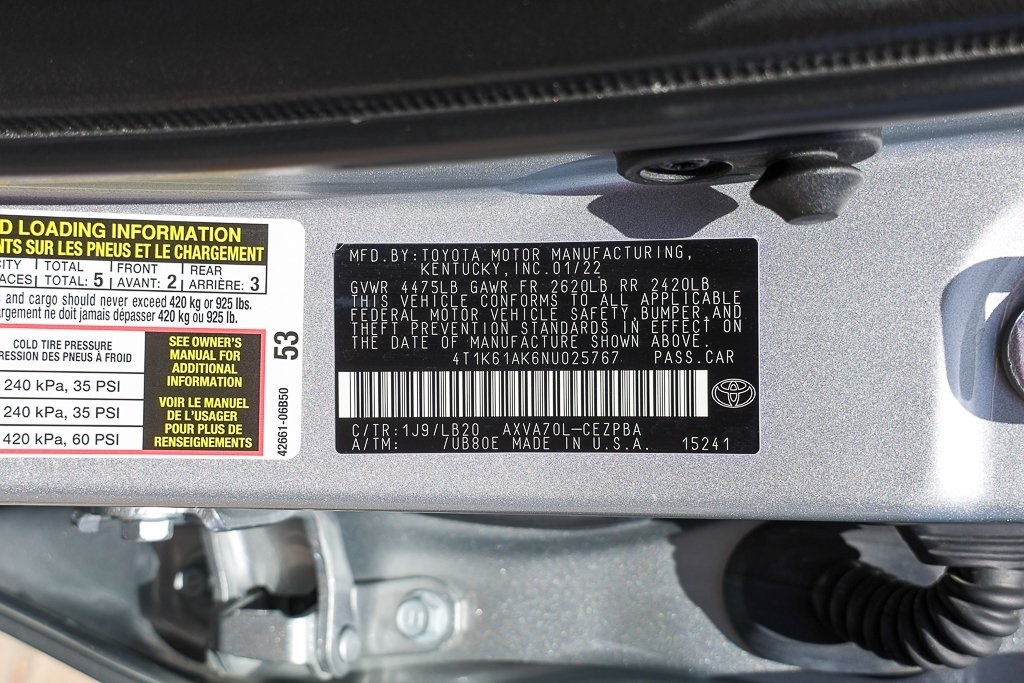 D LOADING INFORMATION
NTS SUR LES PNEUS ET LE CHARGEMENT
CITY TOTAL FRONT REAR
ACES TOTAL: 5 AVANT: 2 ARRIÈRE: 3
s and cargo should never exceed 420 kg or 925 lbs.
argement ne doit jamais dépasser 420 kg ou 925 lb.
COLD TIRE PRESSURE
RESSION DES PNEUS À FROID
240 kPa, 35 PSI
240 kPa, 35 PSI
420 kPa, 60 PSI
SEE OWNER'S
MANUAL FOR
ADDITIONAL
INFORMATION
VOIR LE MANUEL
DE L'USAGER
POUR PLUS DE
RENSEIGNEMENTS
53
42661-06B50
MFD.BY:TOYOTA MOTOR MANUFACTURING,
KENTUCKY, INC.01/22
GVWR 4475LB GAWR FR 2620LB RR 2420LB
THIS VEHICLE CONFORMS TO ALL APPLICABLE
FEDERAL MOTOR VEHICLE SAFETY,BUMPER,AND
THEFT PREVENTION STANDARDS IN EFFECT ON
THE DATE OF MANUFACTURE SHOWN ABOVE.
4T1K61AK6NU025767 PASS.CAR
C/TR:1J9/LB20 AXVA70L-CEZPBA
A/TM: /UB80E MADE IN U.S.A. 15241